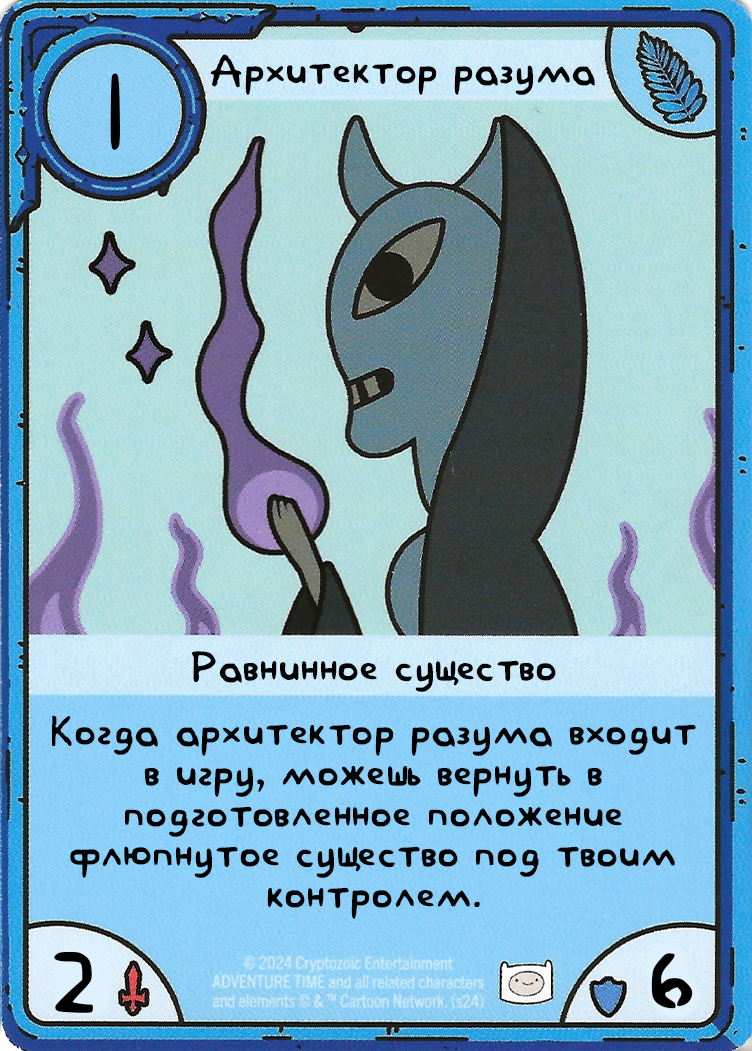 1
Архитектор разума
Равнинное существо
Когда архитектор разума входит
в игру, можешь вернуть в
подготовленное положение
флюпнутое существо под твоим
контролем.
2
© 2024 Cryptozoic Entertainment
ADVENTURE TIME and all related characters
and elements © & ™ Cartoon Network. (s24)
6